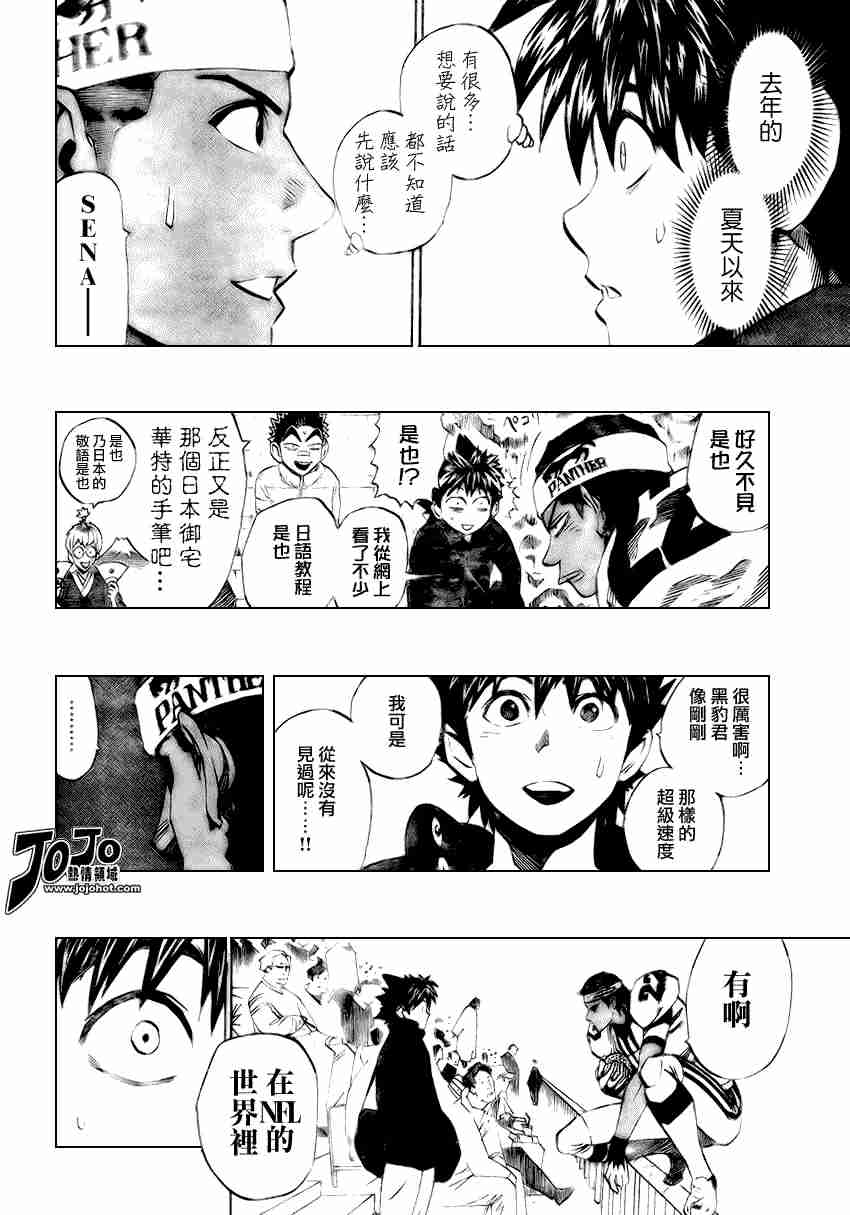 去年的
夏天以來
有很多…
想要說的話
都不知道
應該
先說什麼…
PANTHER
SENA——
好久不見
是也
PANTHER
ペコリ
是也!?
我從網上
看了不少
日語教程
是也
反正又是
那個日本御宅
華特的手筆吧…
是也
乃日本的
敬語是也
很厲害啊…
黑豹君
像剛剛
那樣的
超級速度
我可是
從來沒有
見過呢……!!
PANTHER
………
JOJO
熱情領域
www.jojohot.com
有啊
在NFL的
世界裡